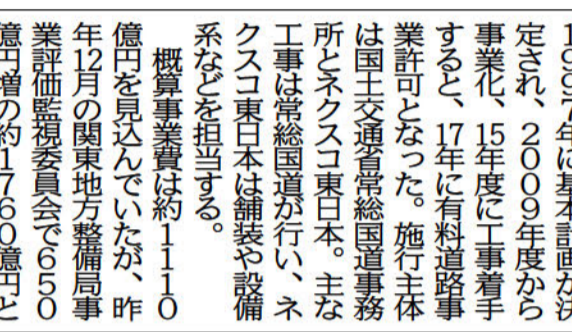 1997年に基本計画が決
定され、2009年度から
事業化、15年度に工事着手
すると、17年に有料道路事
業許可となった。施行主体
は国土交通省常総国道事務
所とネクスコ東日本。主な
工事は常総国道が行い、ネ
クスコ東日本は舗装や設備
系などを担当する。
概算事業費は約1110
億円を見込んでいたが、昨
年12月の関東地方整備局事
業評価監視委員会で650
億円増の約1760億円と